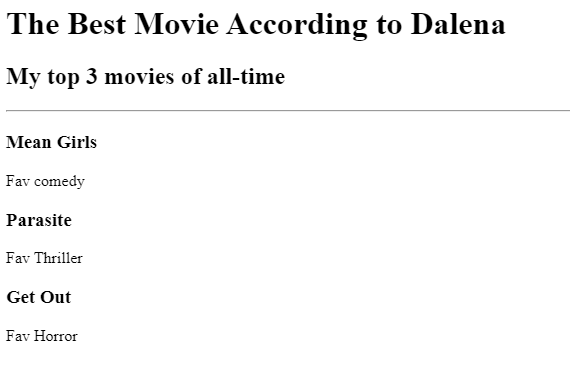 The Best Movie According to Dalena
My top 3 movies of all-time
Mean Girls
Fav comedy
Parasite
Fav Thriller
Get Out
Fav Horror